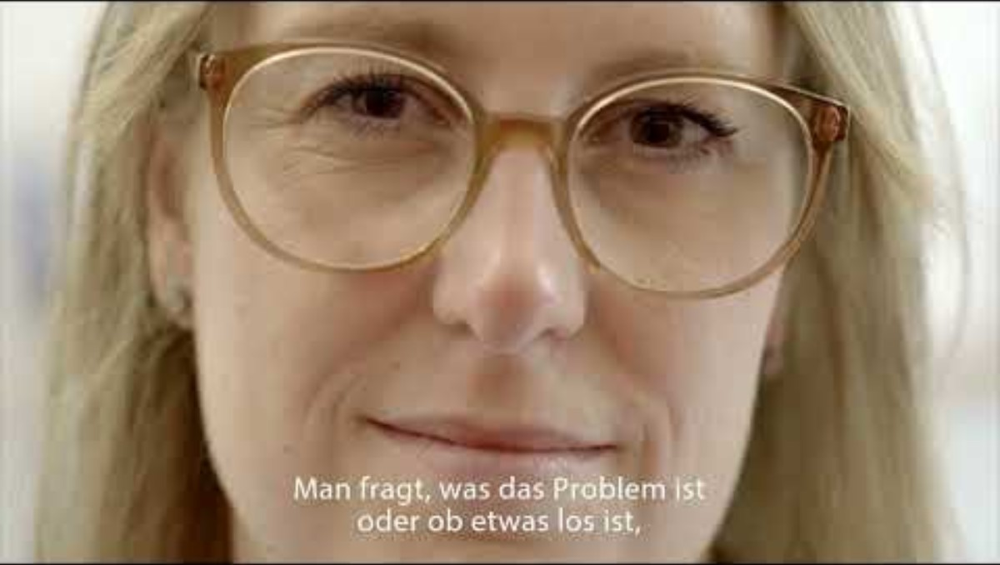 Man fragt, was das Problem ist
oder ob etwas los ist,